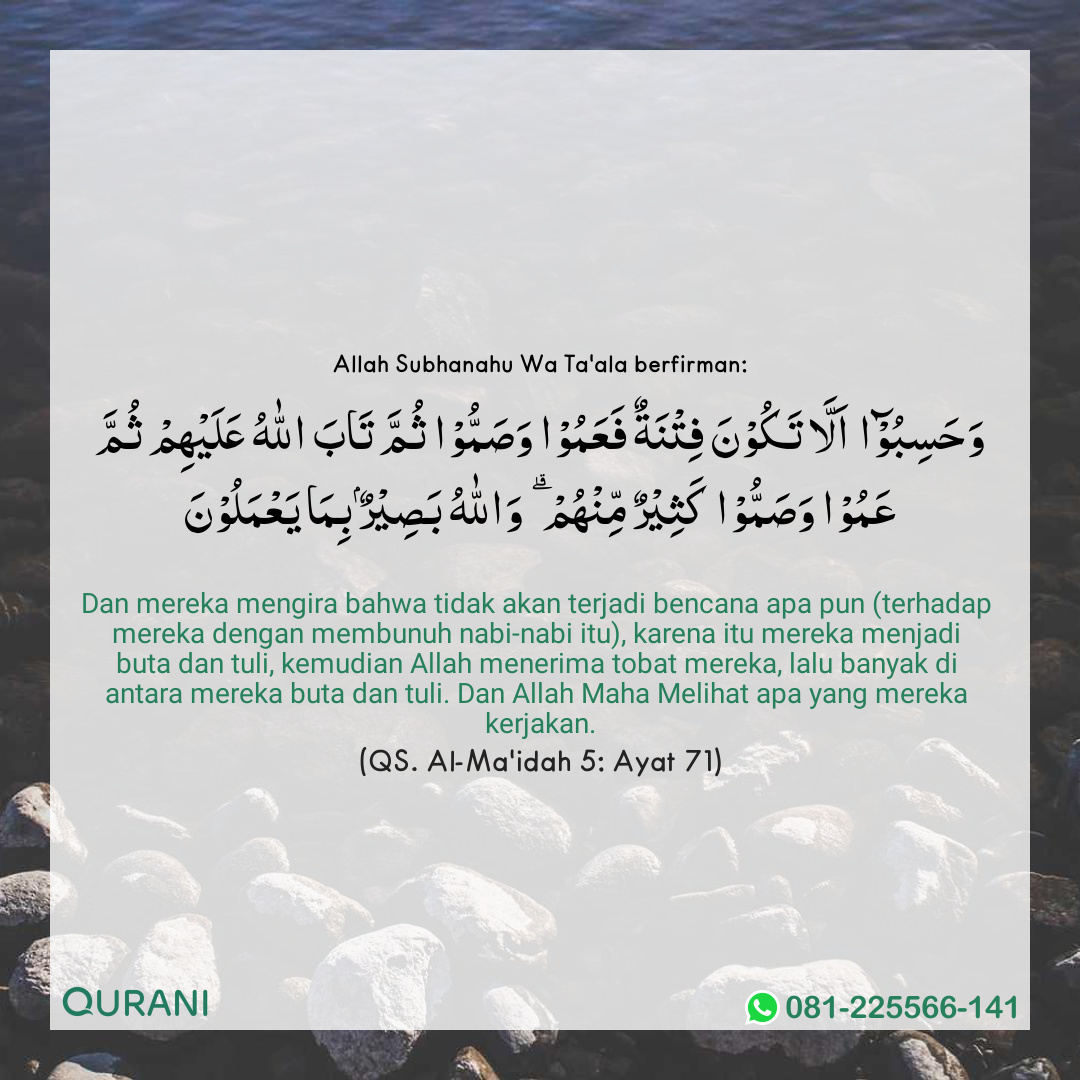 Allah Subhanahu Wa Ta'ala berfirman:
وَحَسِبُوْۤا اَلَّا تَكُوْنَ فِتْنَةٌ فَعَمُوْا وَصَمُّوْا ثُمَّ تَا بَ اللّٰهُ عَلَيْهِمْ ثُمَّ
عَمُوْا وَصَمُّوْا كَثِيْرٌ مِّنْهُمْ ۗ وَا للّٰهُ بَصِيْرٌۢ بِمَا يَعْمَلُوْنَ
Dan mereka mengira bahwa tidak akan terjadi bencana apa pun (terhadap
mereka dengan membunuh nabi-nabi itu), karena itu mereka menjadi
buta dan tuli, kemudian Allah menerima tobat mereka, lalu banyak di
antara mereka buta dan tuli. Dan Allah Maha Melihat apa yang mereka
kerjakan.
(QS. Al-Ma'idah 5: Ayat 71)
QURANI
081-225566-141